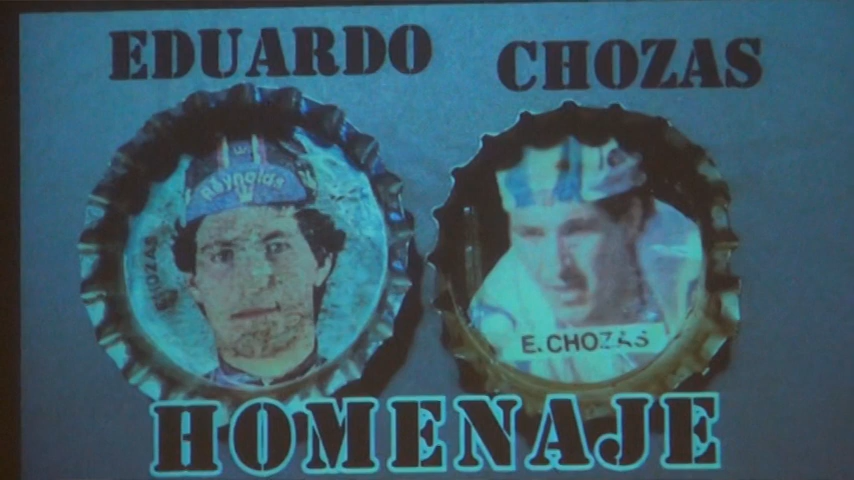 EDUARDO CHOZAS
Reynolds
CHOZAS
E. CHOZAS
HOMENAJE